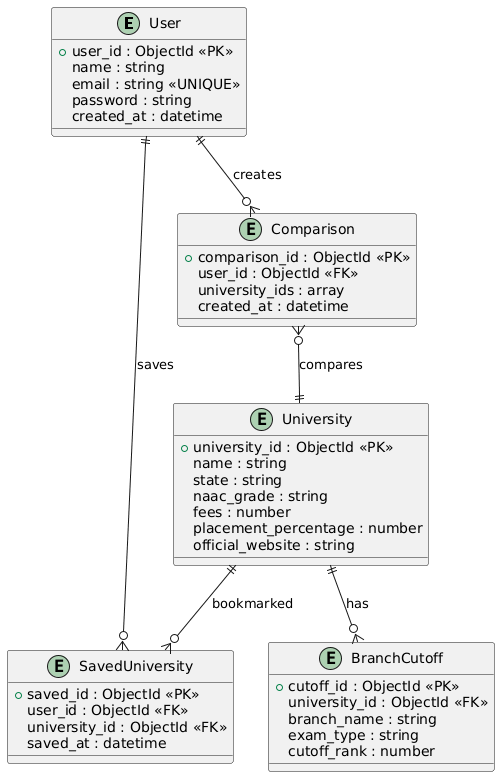 E User
user_id : ObjectId «PK»
name : string
email : string «UNIQUE»
password : string
created_at : datetime
creates
E Comparison
comparison_id : ObjectId «PK»
user_id : ObjectId «FK»
university_ids : array
created_at : datetime
saves
compares
E University
university_id : ObjectId «PK»
name : string
state : string
naac_grade : string
fees : number
placement_percentage : number
official_website : string
bookmarked
has
E SavedUniversity
saved_id : ObjectId «PK»
user_id : ObjectId «FK»
university_id : ObjectId «FK»
saved_at : datetime
E BranchCutoff
cutoff_id : ObjectId «PK»
university_id : ObjectId «FK»
branch_name : string
exam_type : string
cutoff_rank : number